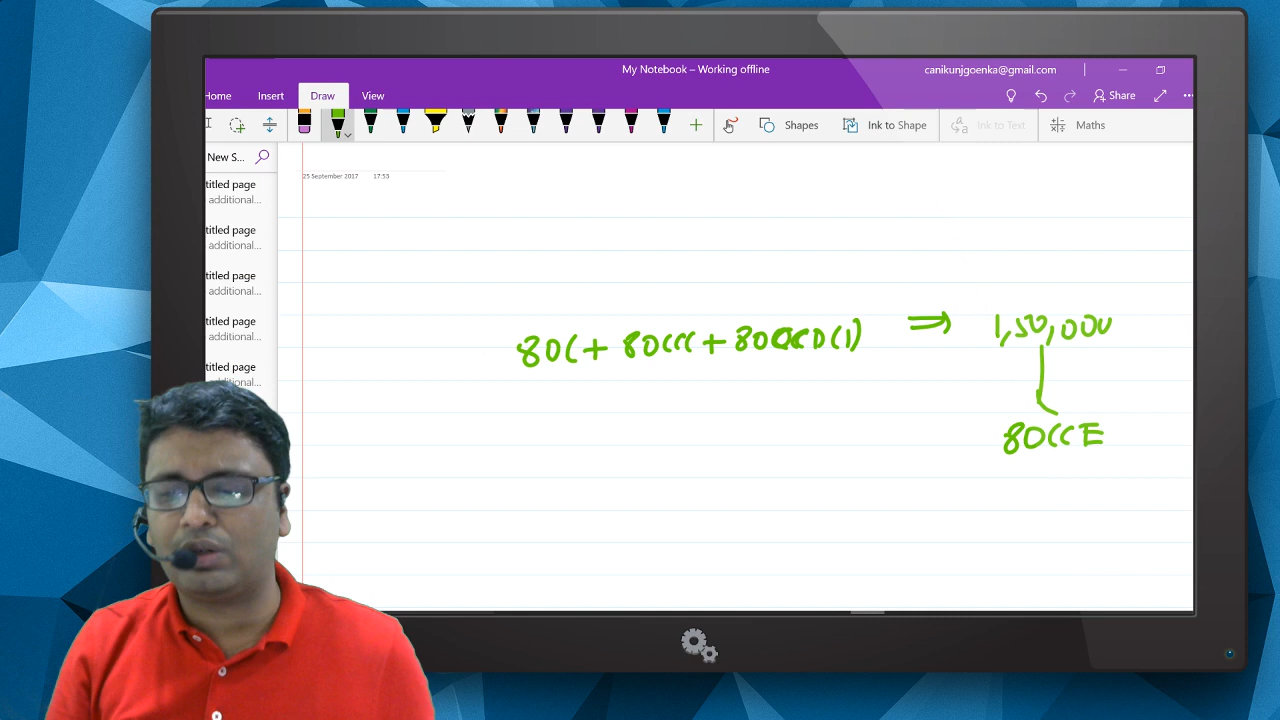 My Notebook – Working offline
canikunjgoenka@gmail.com
Home Insert Draw View
Share
Shapes Ink to Shape Ink to Text Maths
New S...
titled page
additional...
titled page
additional...
titled page
additional...
titled page
additional...
titled page
additional...
25 September 2017 17:53
80C + 80CCC + 80CCD(1) ⇒ 1,50,000
80CCE